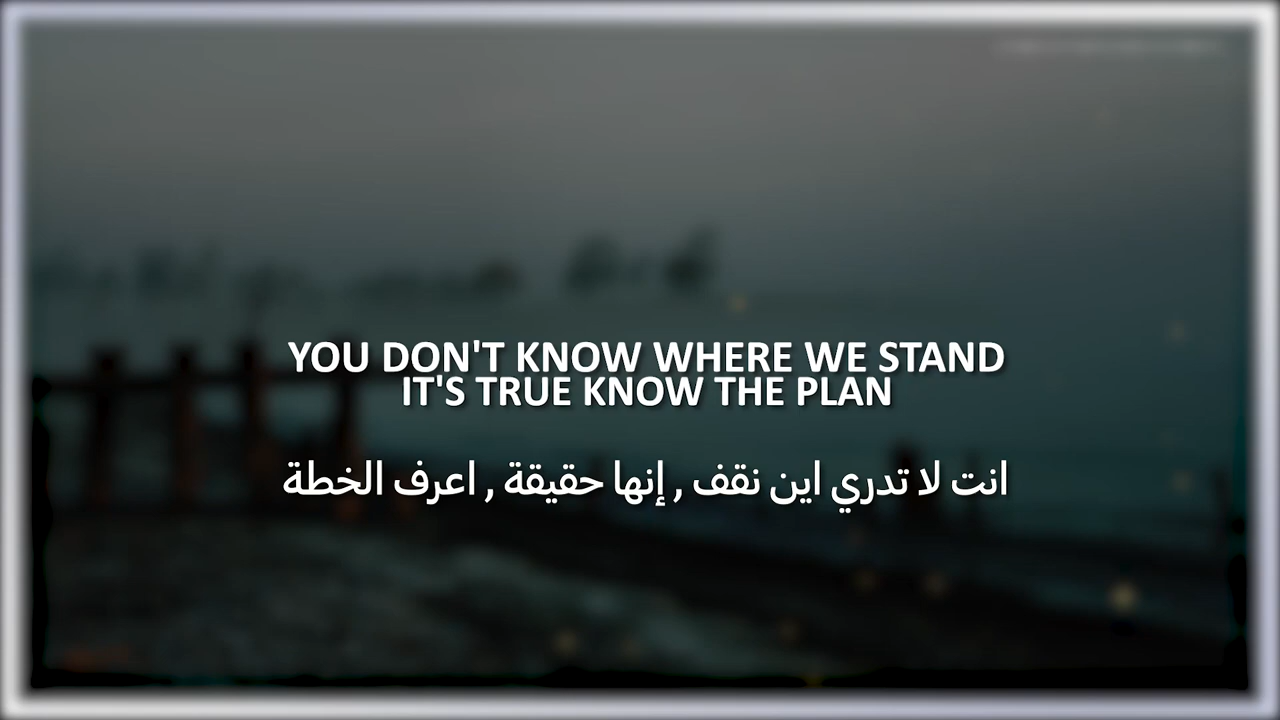 YOU DON'T KNOW WHERE WE STAND
IT'S TRUE KNOW THE PLAN
انت لا تدري اين نقف , إنها حقيقة , اعرف الخطة